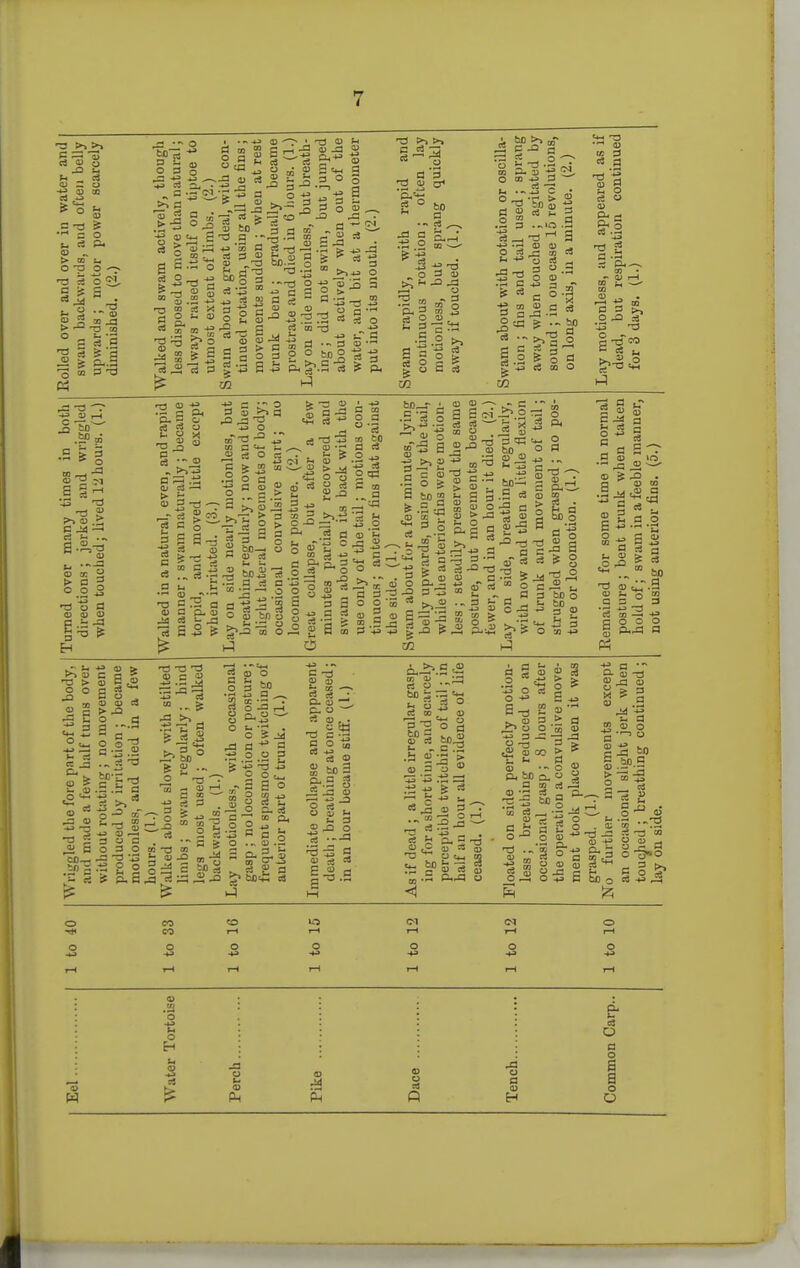 7
Eel
1 to 40
Wriggled the fore part of the body,
and made a few half turns over
without rotating; no movement
produced by irritation; became
motionless, and died in a few
hours. (1.)
Turned over many times in both
directions; jerked and wriggled
when touched; lived 12 hours. (1.)
Rolled over and over in water and
swam backwards, and often belly
upwards; motor power scarcely
diminished. (2.)
Water Tortoise
1 to 33
Walked about slowly with stilted
limbs; swam regularly; hind
legs most used; often walked
backwards. (1.)
Walked in a natural, even, and rapid
manner; swam naturally; became
torpid, and moved little except
when irritated. (3.)
Walked and swam actively, though
less disposed to move than natural;
always raised itself on tiptoe to
utmost extent of limbs. (2.)
Perch
1 to 16
Lay motionless, with occasional
gasp; no locomotion or posture;
frequent spasmodic twitching of
anterior part of trunk. (1.)
Lay on side nearly motionless, but
breathing regularly; now and then
slight lateral movements of body;
occasional convulsive start; no
locomotion or posture. (2.)
Swam about a great deal, with con-
tinued rotation, using all the fins;
movements sudden; when at rest
trunk bent; gradually became
prostrate and died in 6 hours. (1.)
Pike
1 to 15
Immediate collapse and apparent
death; breathing at once ceased;
in an hour became stiff. (1.)
Great collapse, but after a few
minutes partially recovered and
swam about on its back with the
use only of the tail; motions con-
tinuous; anterior fins flat against
the side. (1.)
Lay on side motionless, but breath-
ing; did not swim, but jumped
about actively when out of the
water, and bit at a thermometer
put into its mouth. (2.)
Dace
1 to 12
As if dead; a little irregular gasp-
ing for a short time, and scarcely
perceptible twitching of tail; in
half an hour all evidence of life
ceased. (1.)
Swam about for a few minutes, lying
belly upwards, using only the tail,
while the anterior fins were motion-
less; steadily preserved the same
posture, but movements became
fewer, and in an hour it died. (2.)
Swam rapidly, with rapid and
continuous rotation; often lay
motionless, but sprang quickly
away if touched. (1.)
Tench
1 to 12
Floated on side perfectly motion-
less; breathing reduced to an
occasional gasp; 8 hours after
the operation a convulsive move-
ment took place when it was
grasped. (1.)
Lay on side, breathing regularly,
with now and then a little flexion
of trunk and movement of tail;
struggled when grasped; no pos-
ture or locomotion. (1.)
Swam about with rotation or oscilla-
tion; fins and tail used; sprang
away when touched; agitated by
sound; in one case 15 revolutions,
on long axis, in a minute. (2.)
Common Carp..
1 to 10
No further movements except
an occasional slight jerk when
touched; breathing continued;
lay on side.
Remained for some time in normal
posture; bent trunk when taken
hold of; swam in a feeble manner,
not using anterior fins. (5.)
Lay motionless, and appeared as if
dead, but respiration continued
for 3 days. (1.)